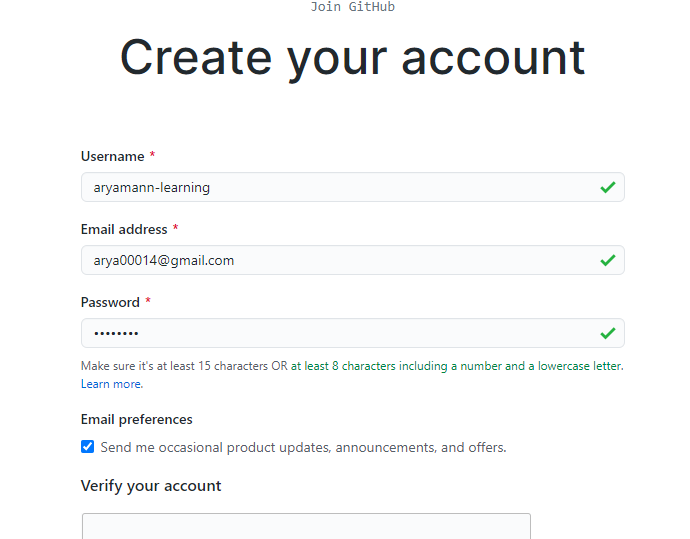 Join GitHub
Create your account
Username *
aryamann-learning
Email address *
arya00014@gmail.com
Password *
••••••••
Make sure it's at least 15 characters OR at least 8 characters including a number and a lowercase letter.
Learn more.
Email preferences
Send me occasional product updates, announcements, and offers.
Verify your account